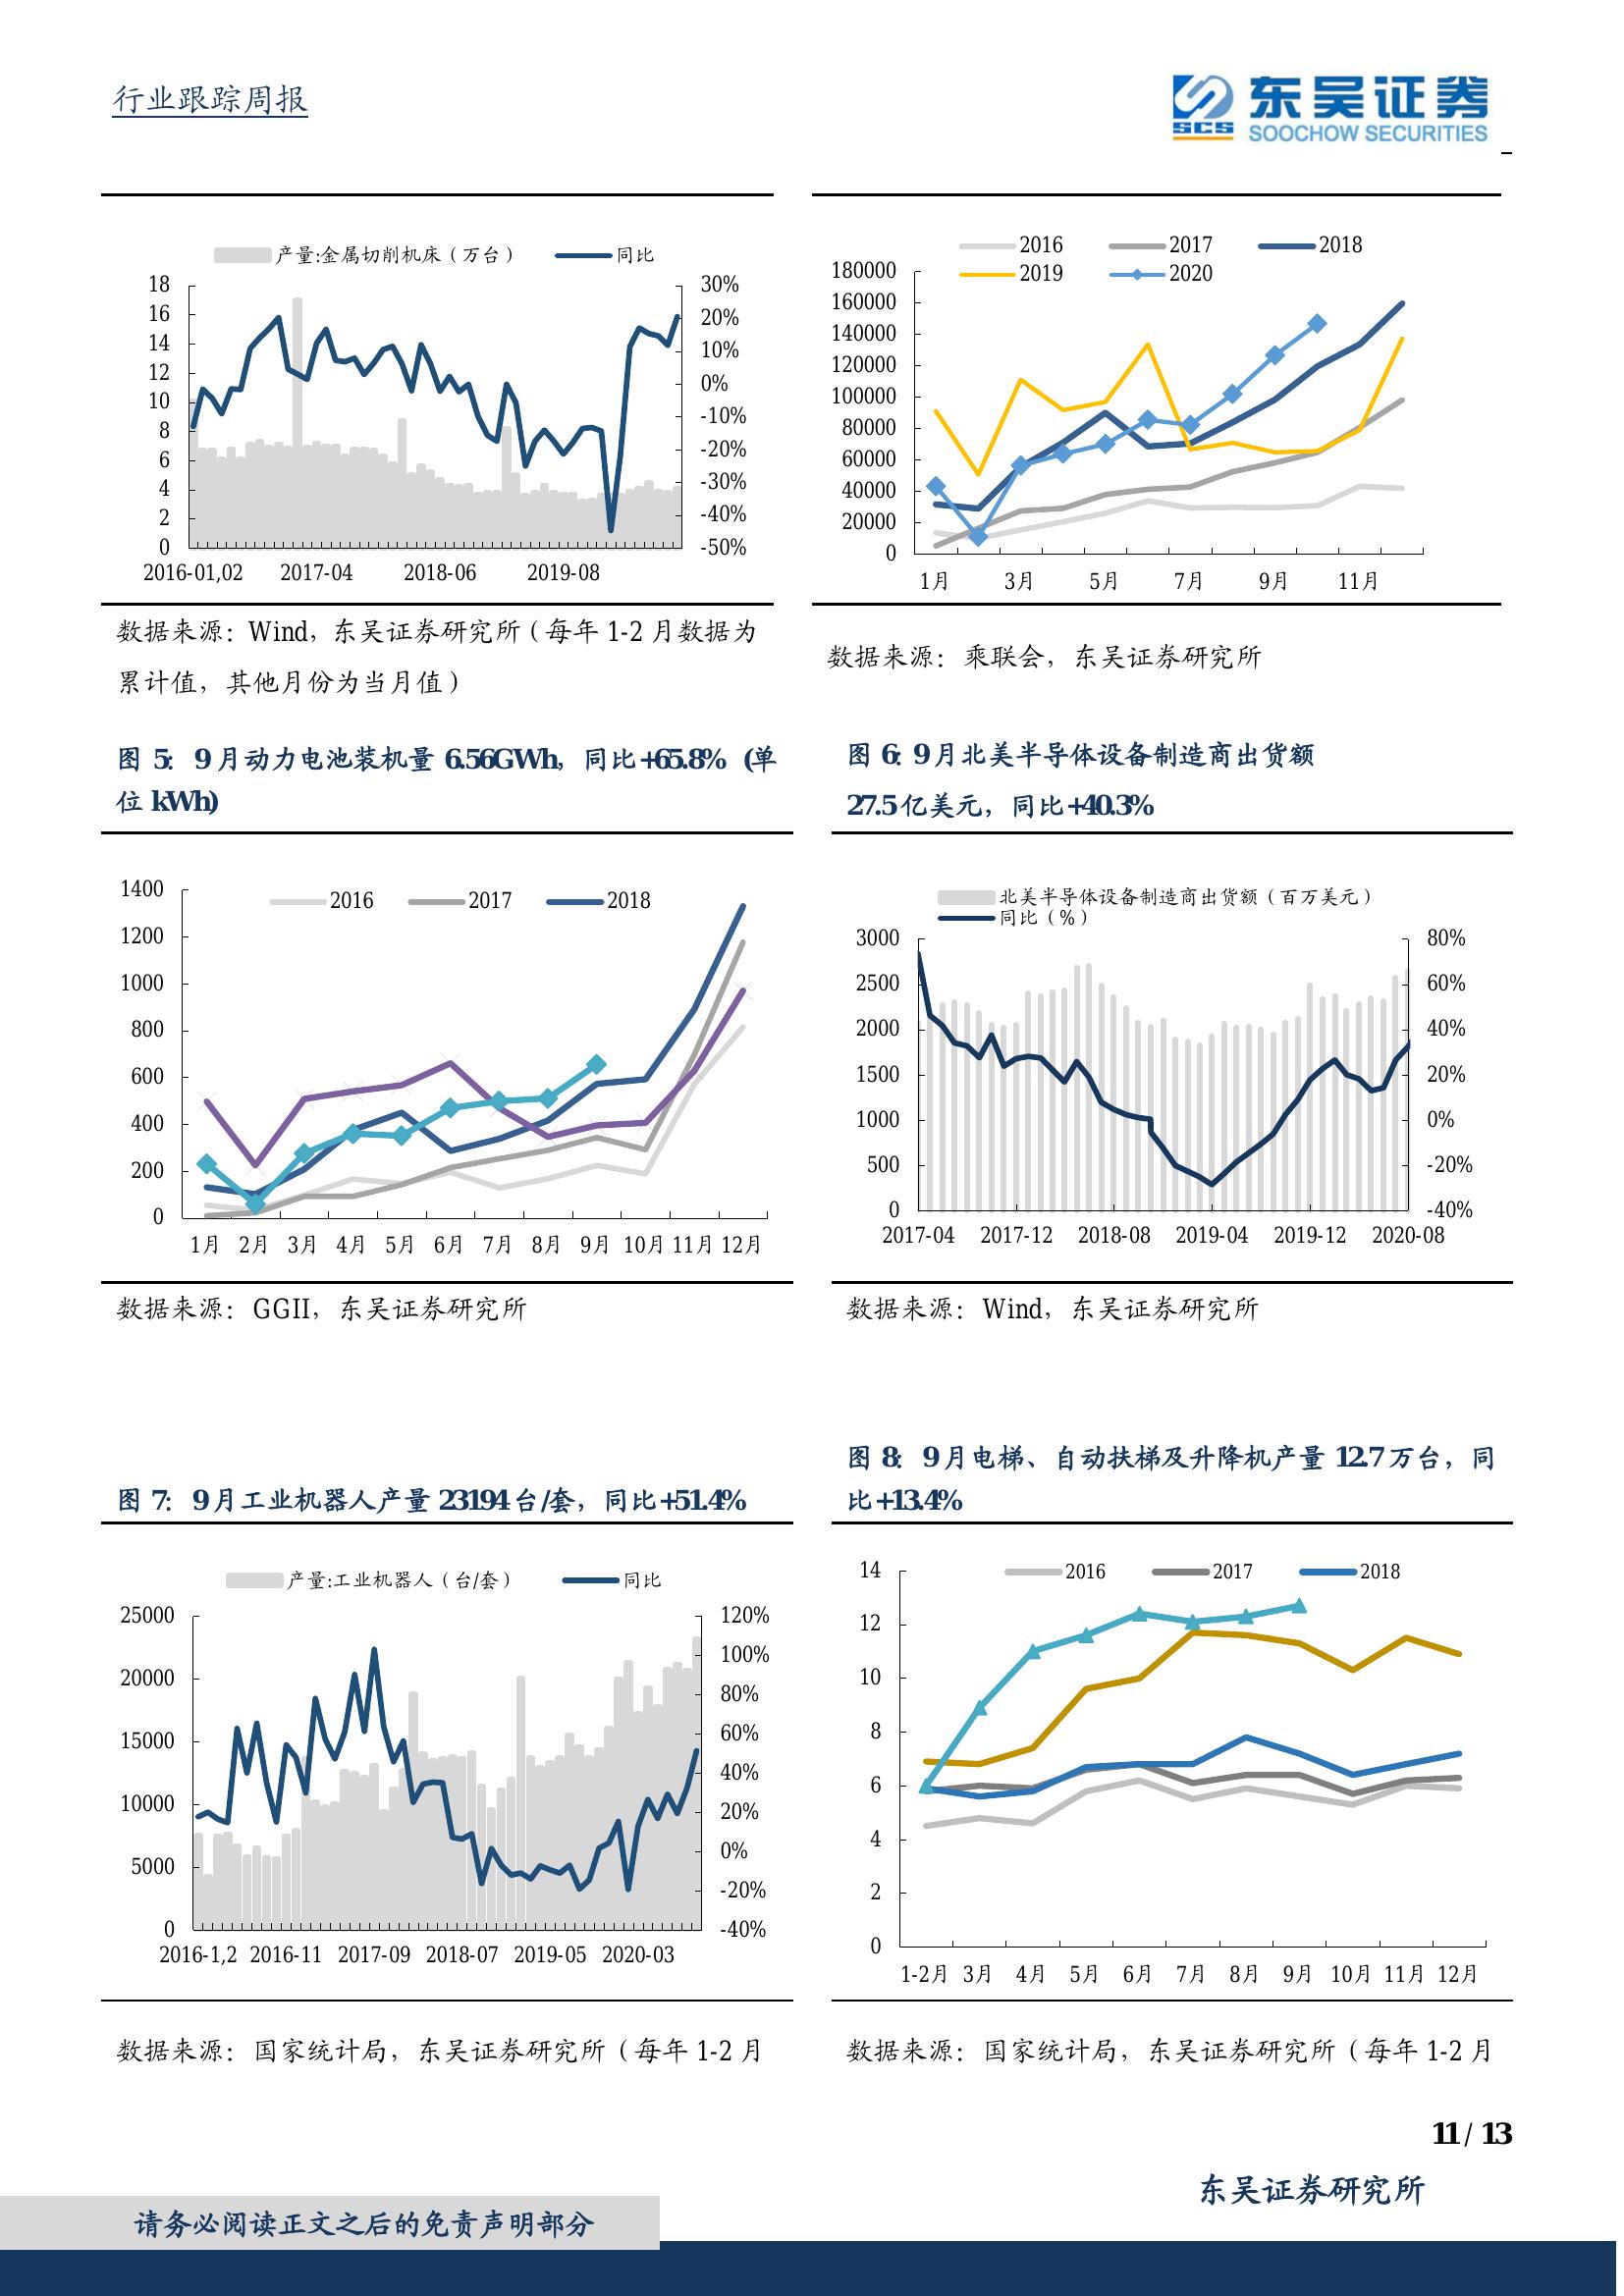 行业跟踪周报
SCS
东吴证券
SOOCHOW SECURITIES
产量:金属切削机床（万台） 同比
18 30%
16 20%
14 10%
12 0%
10 -10%
8 -20%
6 -30%
4 -40%
2 -50%
0
2016-01,02 2017-04 2018-06 2019-08
数据来源：Wind，东吴证券研究所（每年 1-2 月数据为
累计值，其他月份为当月值）
2016 2017 2018
2019 2020
180000
160000
140000
120000
100000
80000
60000
40000
20000
0
1月 3月 5月 7月 9月 11月
数据来源：乘联会，东吴证券研究所
图 5： 9 月动力电池装机量 6.56GWh，同比+65.8%（单
位 kWh)
2016 2017 2018
1400
1200
1000
800
600
400
200
0
1月 2月 3月 4月 5月 6月 7月 8月 9月 10月 11月 12月
数据来源：GGII，东吴证券研究所
图 6：9 月北美半导体设备制造商出货额
27.5 亿美元，同比+40.3%
北美半导体设备制造商出货额（百万美元）
同比（%）
3000 80%
2500 60%
2000 40%
1500 20%
1000 0%
500 -20%
0 -40%
2017-04 2017-12 2018-08 2019-04 2019-12 2020-08
数据来源：Wind，东吴证券研究所
图 7： 9 月工业机器人产量 23194 台/套，同比+51.4%
产量:工业机器人（台/套） 同比
25000 120%
20000 100%
15000 80%
10000 60%
5000 40%
0 20%
0%
-20%
-40%
2016-1,2 2016-11 2017-09 2018-07 2019-05 2020-03
数据来源：国家统计局，东吴证券研究所（每年 1-2 月
图 8： 9 月电梯、自动扶梯及升降机产量 12.7 万台，同
比+13.4%
2016 2017 2018
14
12
10
8
6
4
2
0
1-2月 3月 4月 5月 6月 7月 8月 9月 10月 11月 12月
数据来源：国家统计局，东吴证券研究所（每年 1-2 月
11 / 13
东吴证券研究所
请务必阅读正文之后的免责声明部分